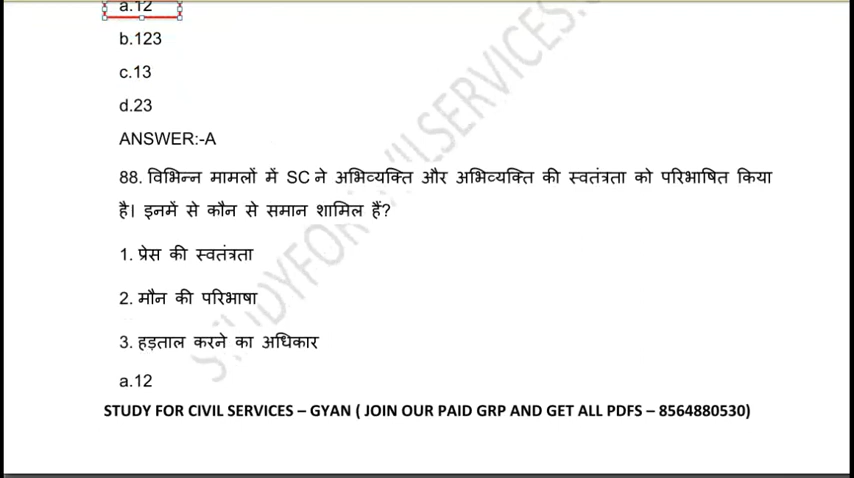 a.12
b.123
c.13
d.23
ANSWER:-A
88. विभिन्न मामलों में SC ने अभिव्यक्ति और अभिव्यक्ति की स्वतंत्रता को परिभाषित किया
है। इनमें से कौन से समान शामिल हैं?
1. प्रेस की स्वतंत्रता
2. मौन की परिभाषा
3. हड़ताल करने का अधिकार
a.12
STUDY FOR CIVIL SERVICES – GYAN ( JOIN OUR PAID GRP AND GET ALL PDFS – 8564880530)
STUDYFORCIVILSERVICES.